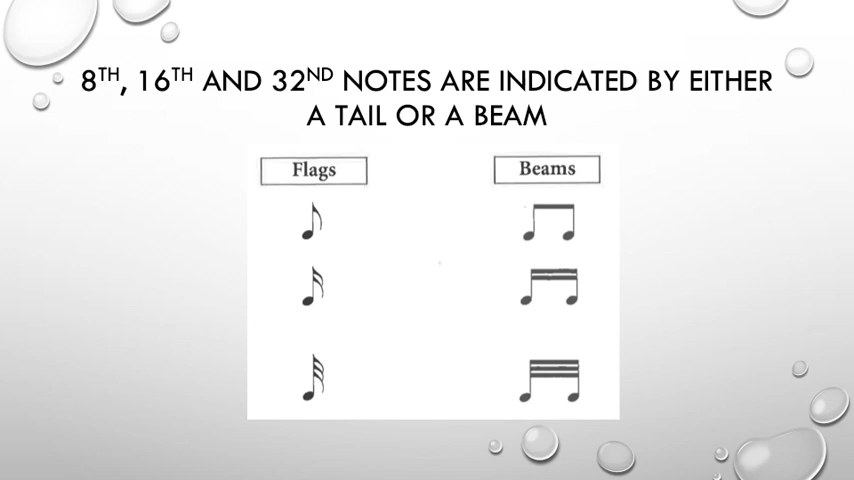 8TH, 16TH AND 32ND NOTES ARE INDICATED BY EITHER
A TAIL OR A BEAM
Flags Beams